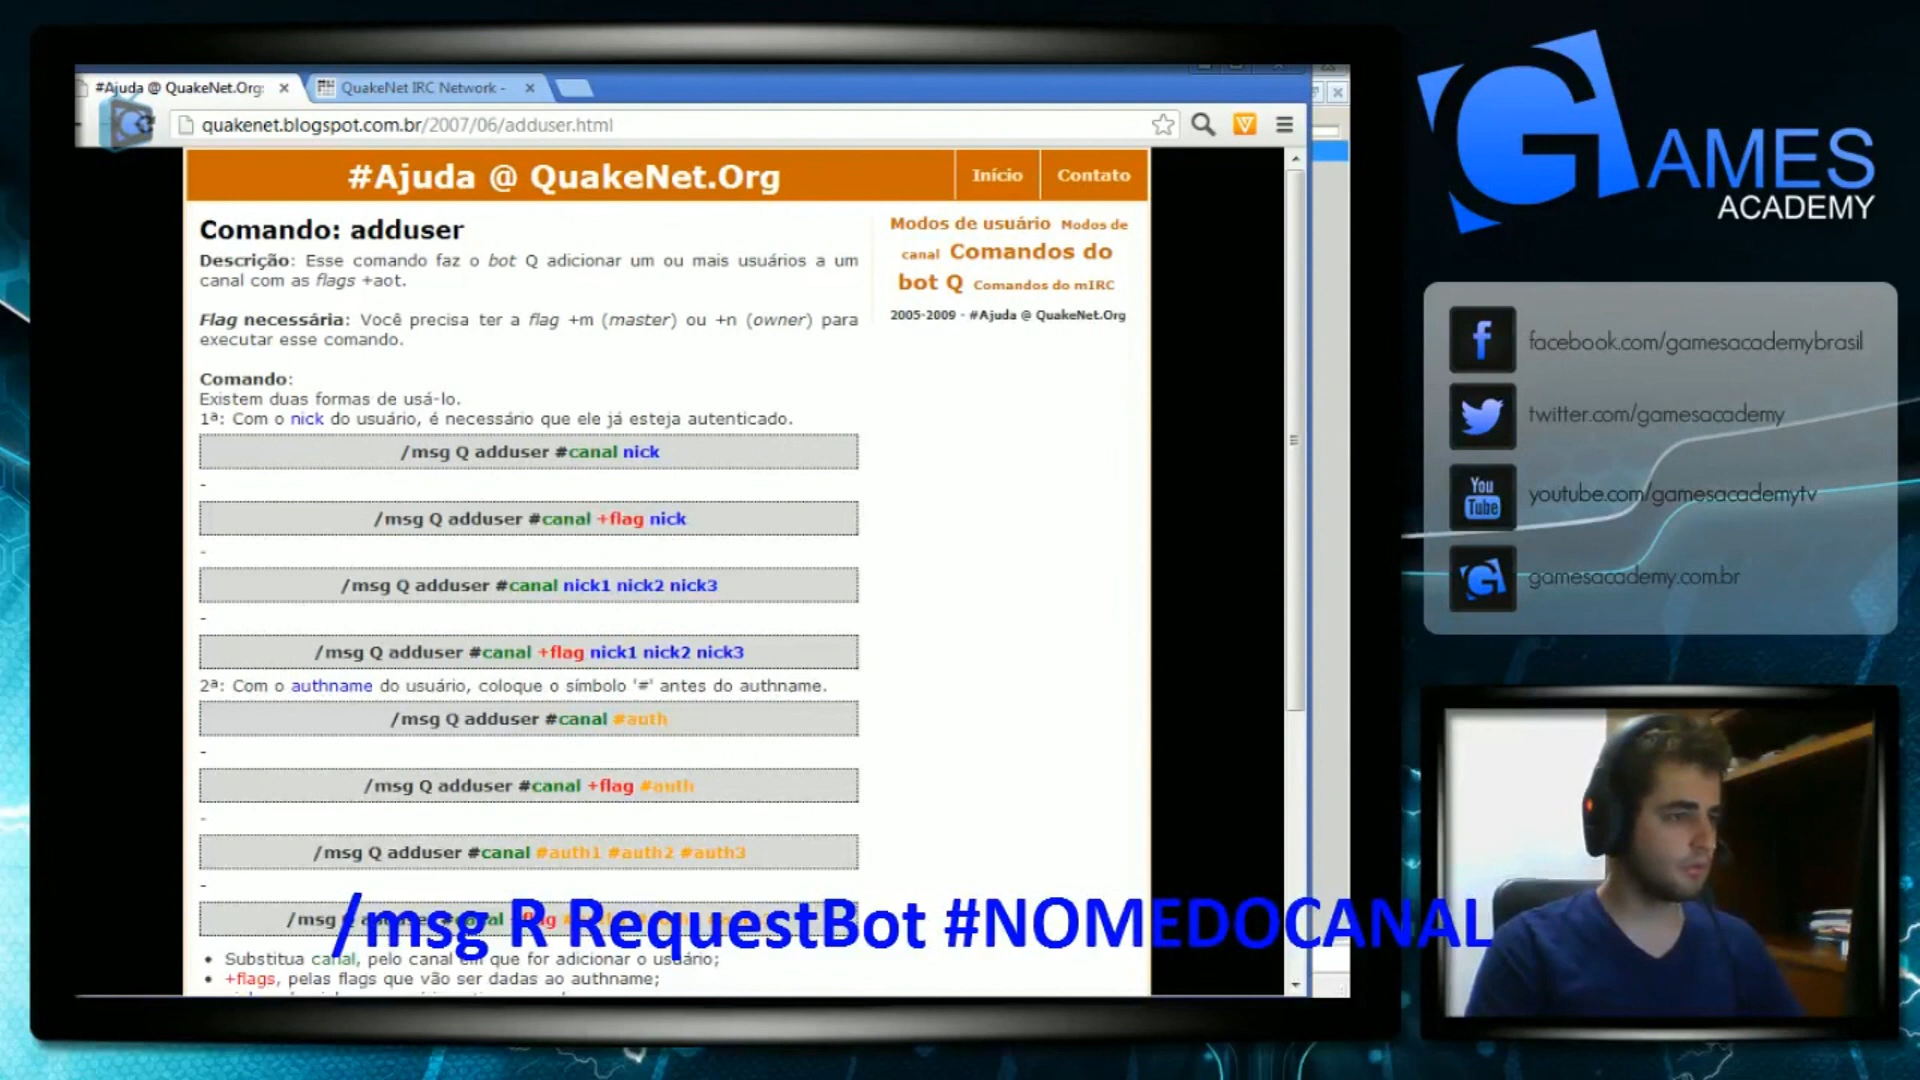 #Ajuda @ QuakeNet.Org:
QuakeNet IRC Network -
quakenet.blogspot.com.br/2007/06/adduser.html
#Ajuda @ QuakeNet.Org
Início
Contato
Comando: adduser
Descrição: Esse comando faz o bot Q adicionar um ou mais usuários a um
canal com as flags +aot.
Flag necessária: Você precisa ter a flag +m (master) ou +n (owner) para
executar esse comando.
Comando:
Existem duas formas de usá-lo.
1ª: Com o nick do usuário, é necessário que ele já esteja autenticado.
/msg Q adduser #canal nick
-
/msg Q adduser #canal +flag nick
-
/msg Q adduser #canal nick1 nick2 nick3
-
/msg Q adduser #canal +flag nick1 nick2 nick3
2ª: Com o authname do usuário, coloque o símbolo '#' antes do authname.
/msg Q adduser #canal #auth
-
/msg Q adduser #canal +flag #auth
-
/msg Q adduser #canal #auth1 #auth2 #auth3
-
/msg
/msg R RequestBot #NOMEDOCANAL
• Substitua canal, pelo canal em que for adicionar o usuário;
• +flags, pelas flags que vão ser dadas ao authname;
Modos de usuário Modos de
canal Comandos do
bot Q Comandos do mIRC
2005-2009 - #Ajuda @ QuakeNet.Org
GAMES
ACADEMY
facebook.com/gamesacademybrasil
twitter.com/gamesacademy
You
Tube
youtube.com/gamesacademytv
gamesacademy.com.br